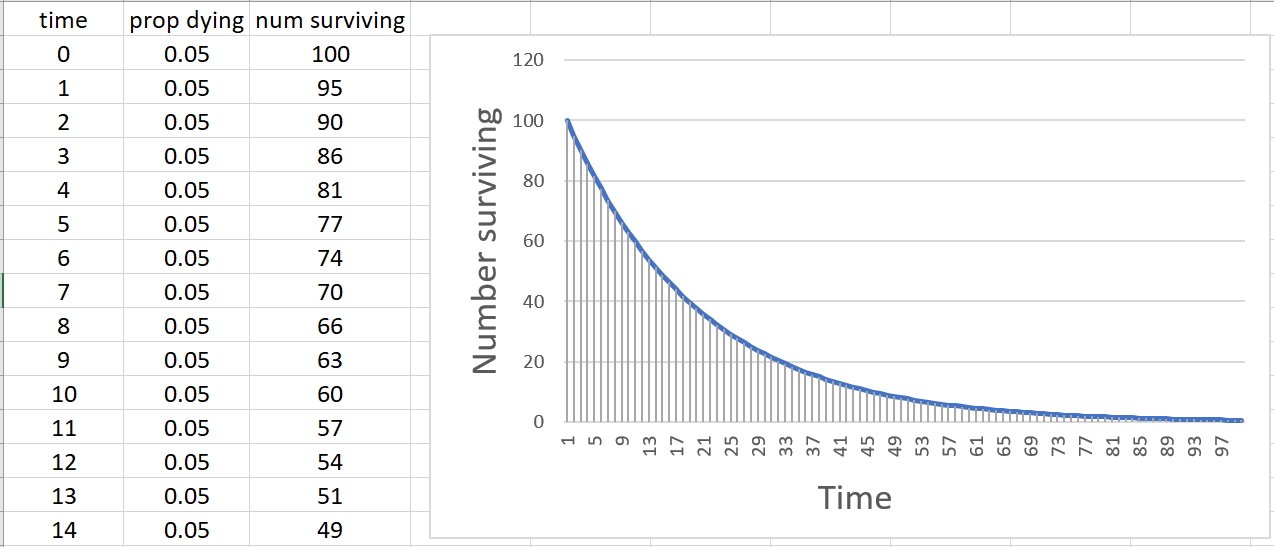 time prop dying num surviving
0 0.05 100
1 0.05 95
2 0.05 90
3 0.05 86
4 0.05 81
5 0.05 77
6 0.05 74
7 0.05 70
8 0.05 66
9 0.05 63
10 0.05 60
11 0.05 57
12 0.05 54
13 0.05 51
14 0.05 49
Number surviving
120
100
80
60
40
20
0
1 5 9 13 17 21 25 29 33 37 41 45 49 53 57 61 65 69 73 77 81 85 89 93 97
Time